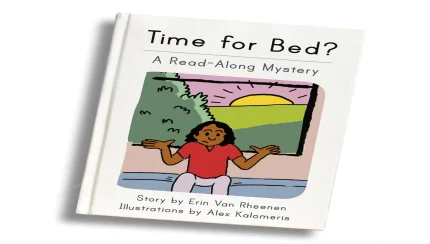 Time for Bed?
A Read-Along Mystery
Story by Erin Van Rheenen
Illustrations by Alex Kalomeris